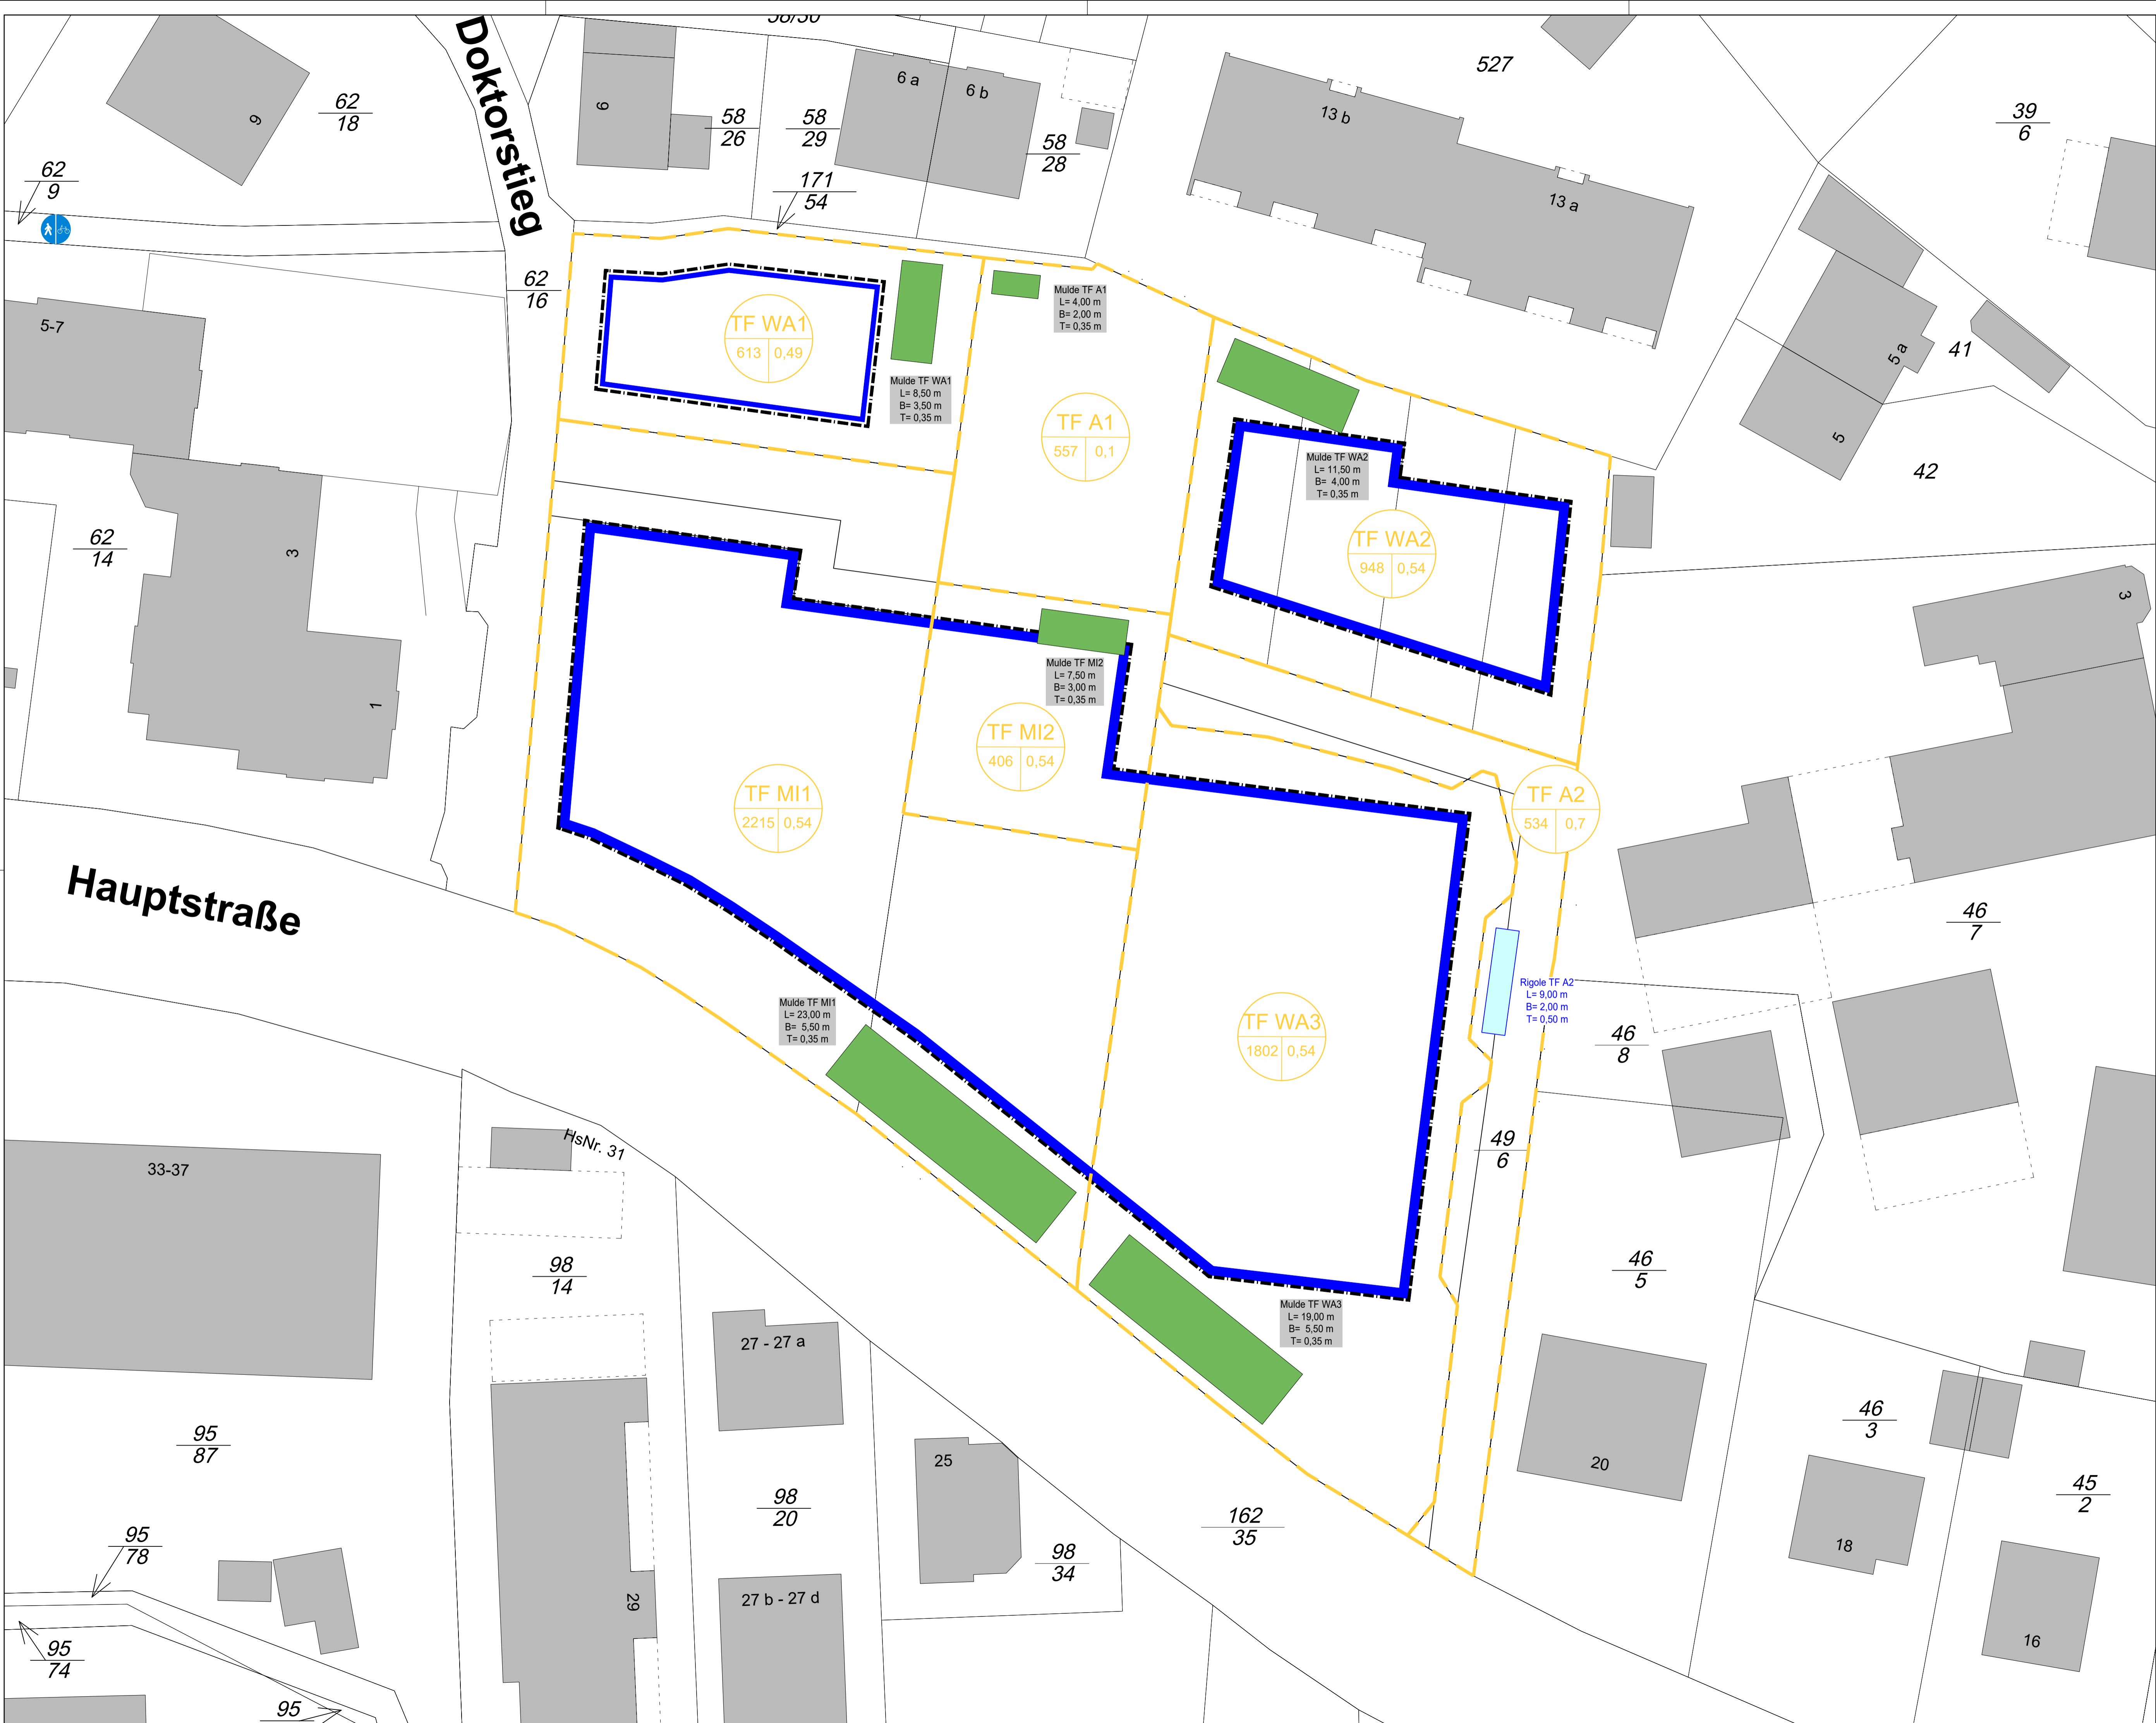 58/30
Doktorstieg
527
6 a
6 b
13 b
13 a
9
6
62
18
58
26
58
29
58
28
39
6
62
9
171
54
62
16
5-7
Mulde TF A1
L= 4,00 m
B= 2,00 m
T= 0,35 m
TF WA1
613 0,49
Mulde TF WA1
L= 8,50 m
B= 3,50 m
T= 0,35 m
TF A1
557 0,1
5 a
41
5
42
Mulde TF WA2
L= 11,50 m
B= 4,00 m
T= 0,35 m
TF WA2
948 0,54
62
14
3
1
3
Mulde TF MI2
L= 7,50 m
B= 3,00 m
T= 0,35 m
TF MI2
406 0,54
TF MI1
2215 0,54
TF A2
534 0,7
Hauptstraße
46
7
Rigole TF A2
L= 9,00 m
B= 2,00 m
T= 0,50 m
Mulde TF MI1
L= 23,00 m
B= 5,50 m
T= 0,35 m
TF WA3
1802 0,54
46
8
49
6
HsNr. 31
33-37
98
14
46
5
Mulde TF WA3
L= 19,00 m
B= 5,50 m
T= 0,35 m
27 - 27 a
46
3
95
87
25
20
45
2
98
20
162
35
95
78
98
34
18
29
27 b - 27 d
16
95
74
95